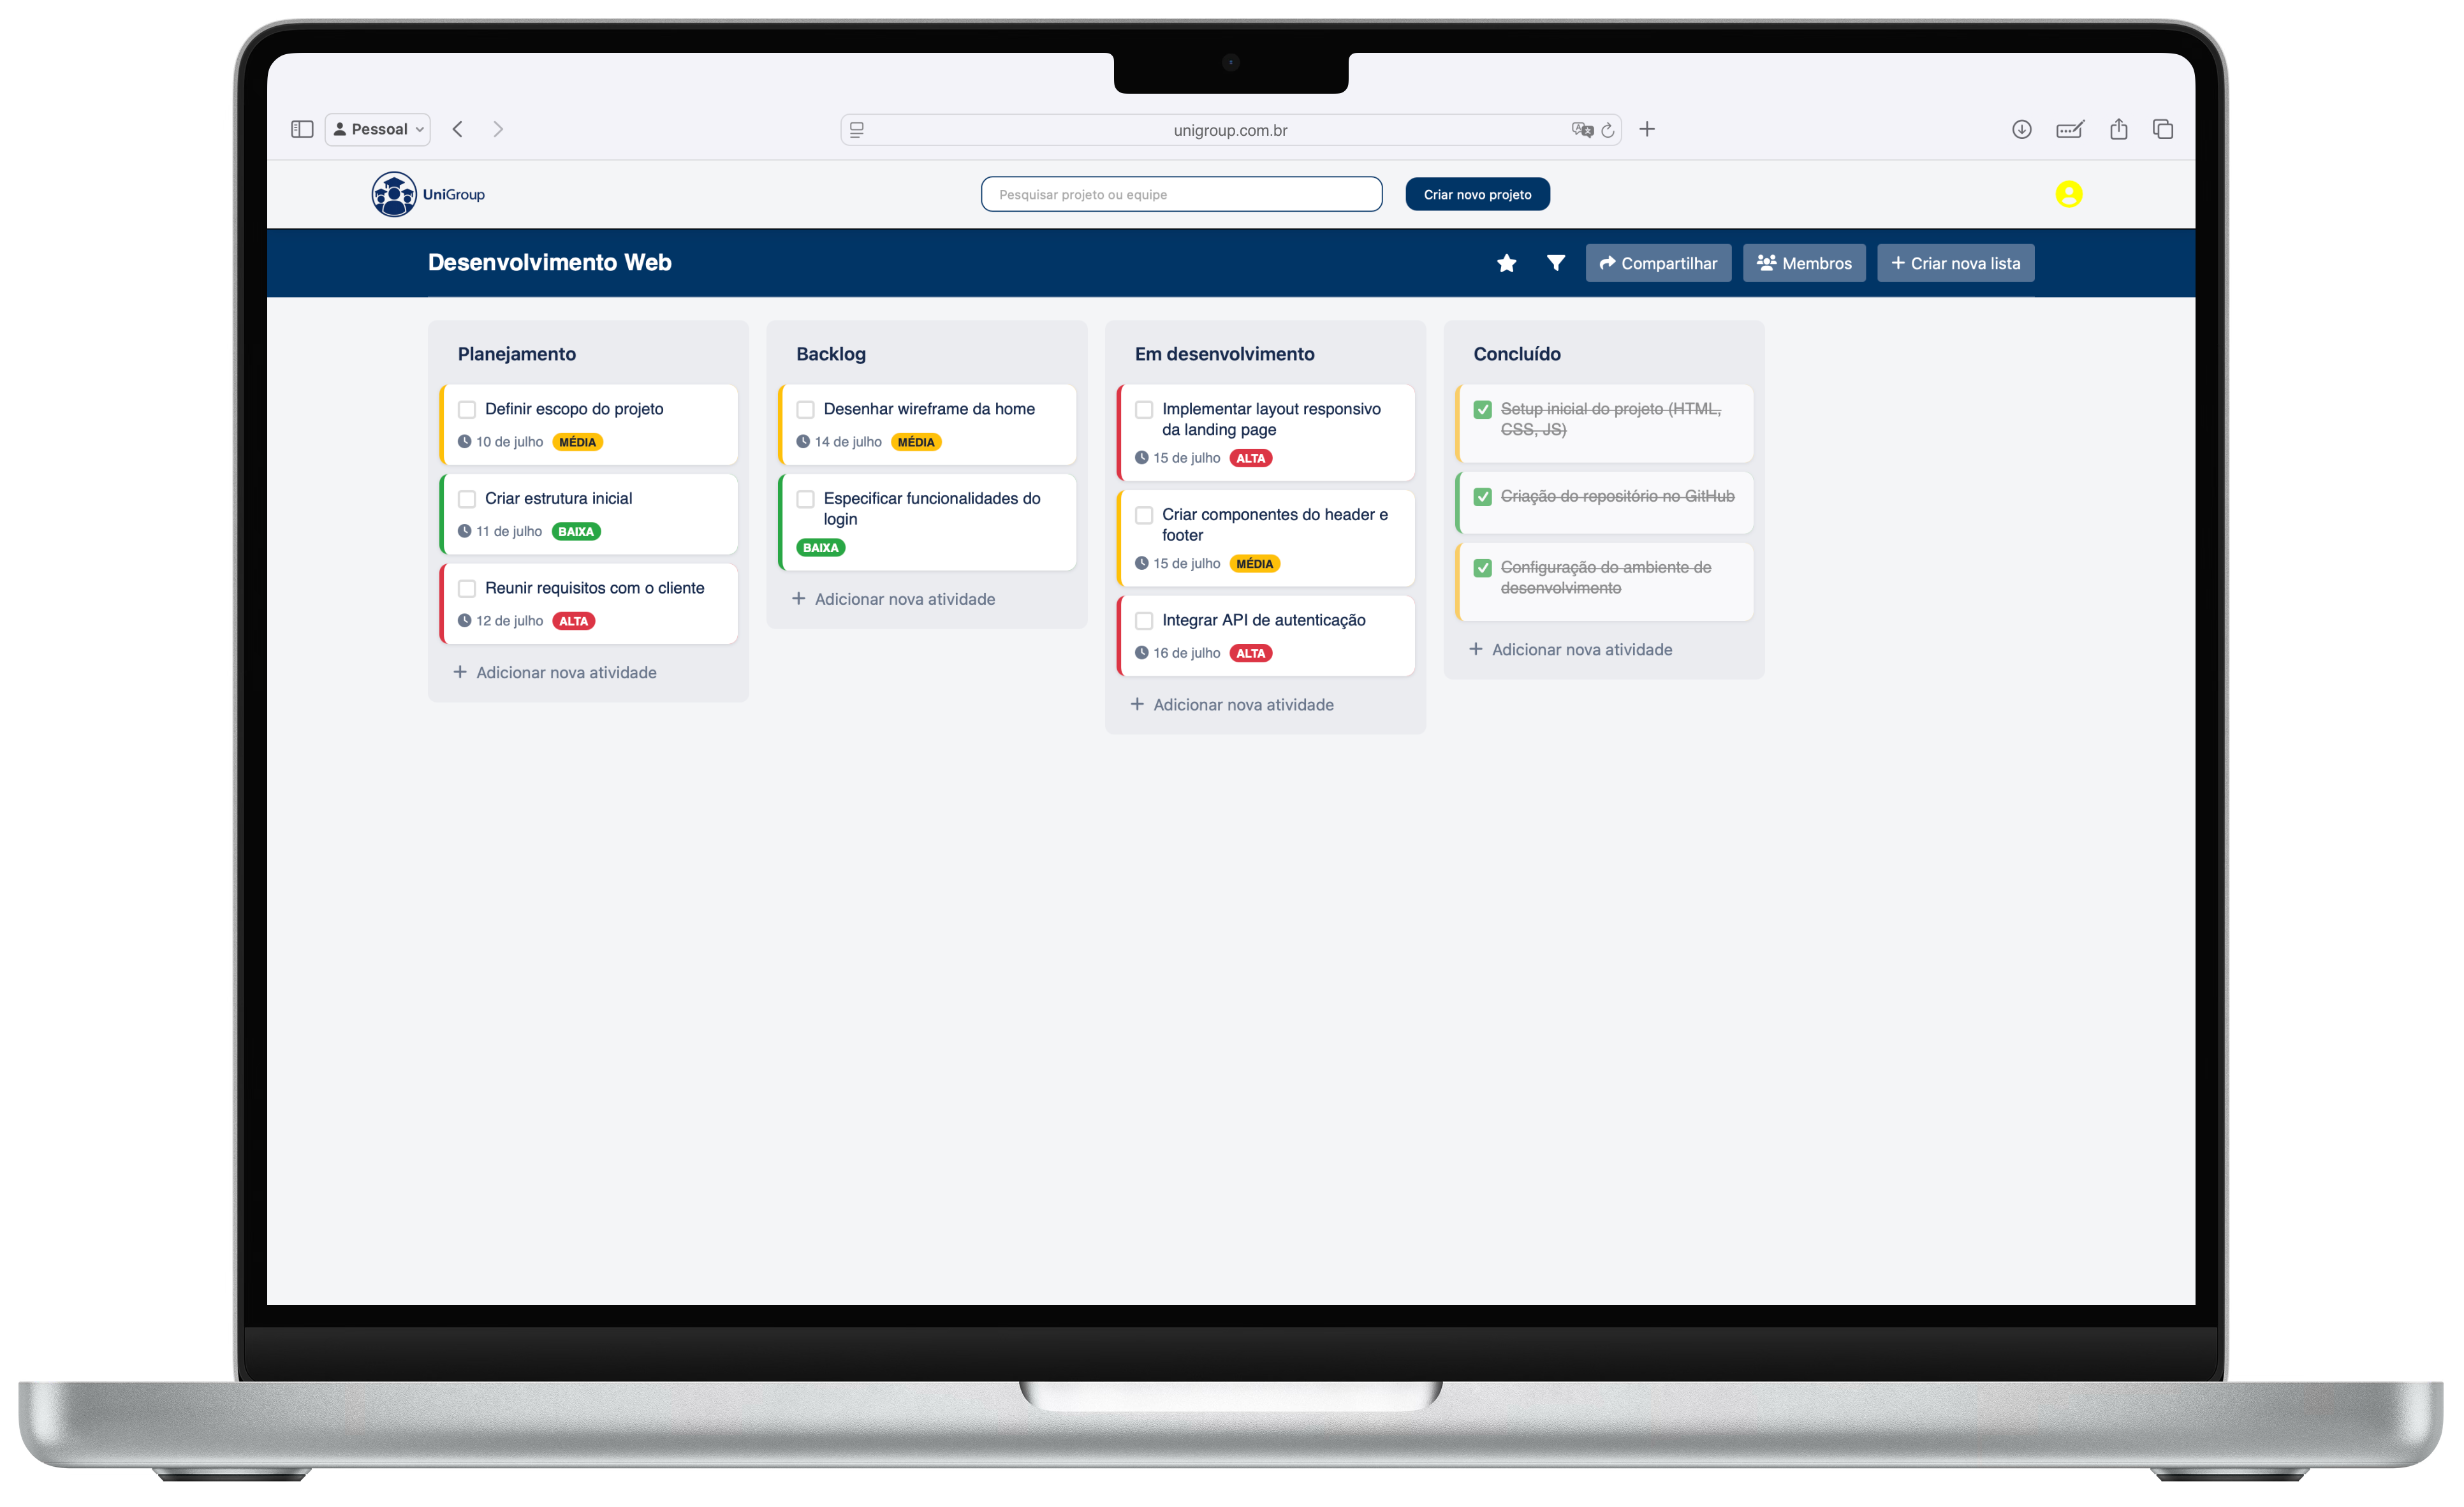 Pessoal
unigroup.com.br
UniGroup
Pesquisar projeto ou equipe
Criar novo projeto
Desenvolvimento Web
Compartilhar
Membros
+ Criar nova lista
Planejamento
Definir escopo do projeto
10 de julho MÉDIA
Criar estrutura inicial
11 de julho BAIXA
Reunir requisitos com o cliente
12 de julho ALTA
+ Adicionar nova atividade
Backlog
Desenhar wireframe da home
14 de julho MÉDIA
Especificar funcionalidades do
login
BAIXA
+ Adicionar nova atividade
Em desenvolvimento
Implementar layout responsivo
da landing page
15 de julho ALTA
Criar componentes do header e
footer
15 de julho MÉDIA
Integrar API de autenticação
16 de julho ALTA
+ Adicionar nova atividade
Concluído
Setup inicial do projeto (HTML,
CSS, JS)
Criação do repositório no GitHub
Configuração do ambiente de
desenvolvimento
+ Adicionar nova atividade